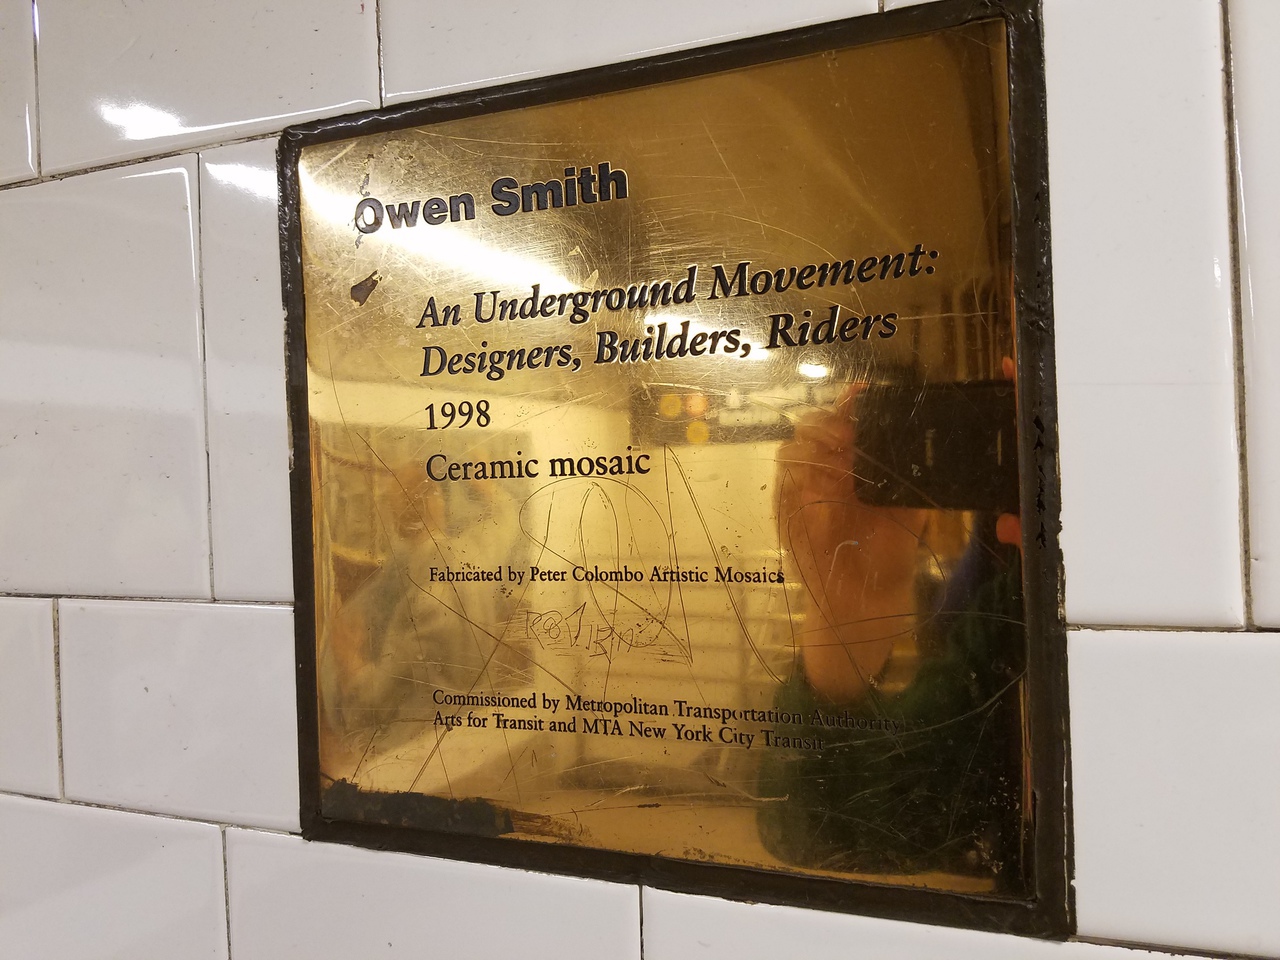 Owen Smith
An Underground Movement:
Designers, Builders, Riders
1998
Ceramic mosaic
Fabricated by Peter Colombo Artistic Mosaics
Commissioned by Metropolitan Transportation Authority
Arts for Transit and MTA New York City Transit